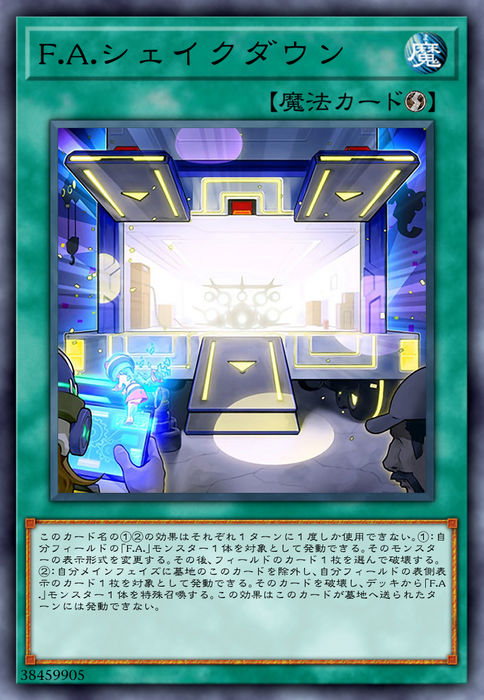 F.A.シェイクダウン
魔
【魔法カード】
このカード名の①②の効果はそれぞれ1ターンに1度しか使用できない。①:自
分フィールドの「F.A.」モンスター1体を対象として発動できる。そのモンスタ
ーの表示形式を変更する。その後、フィールドのカード1枚を選んで破壊する。
②:自分メインフェイズに墓地のこのカードを除外し、自分フィールドの表側表
示のカード1枚を対象として発動できる。そのカードを破壊し、デッキから「F.A
.」モンスター1体を特殊召喚する。この効果はこのカードが墓地へ送られたタ
ーンには発動できない。
38459905